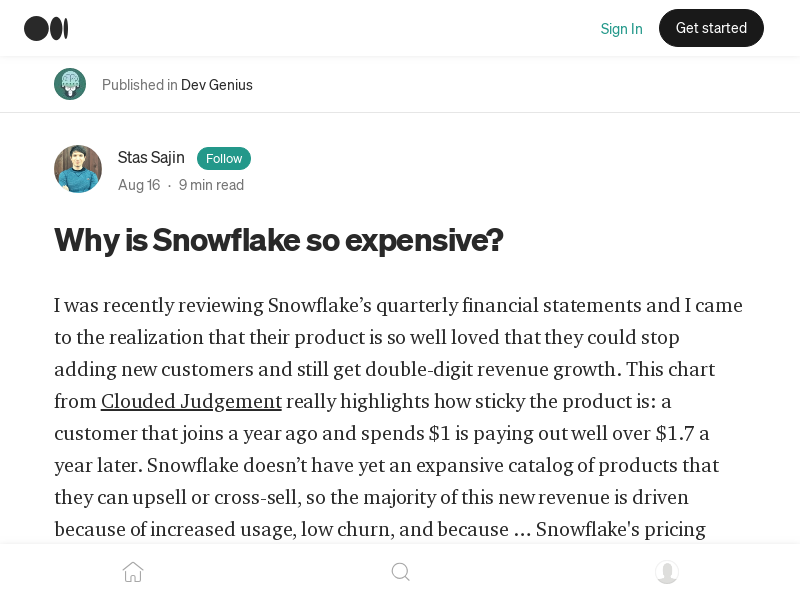 Sign In
Get started
Published in Dev Genius
Stas Sajin
Follow
Aug 16 · 9 min read
Why is Snowflake so expensive?
I was recently reviewing Snowflake’s quarterly financial statements and I came
to the realization that their product is so well loved that they could stop
adding new customers and still get double-digit revenue growth. This chart
from Clouded Judgement really highlights how sticky the product is: a
customer that joins a year ago and spends $1 is paying out well over $1.7 a
year later. Snowflake doesn’t have yet an expansive catalog of products that
they can upsell or cross-sell, so the majority of this new revenue is driven
because of increased usage, low churn, and because … Snowflake's pricing